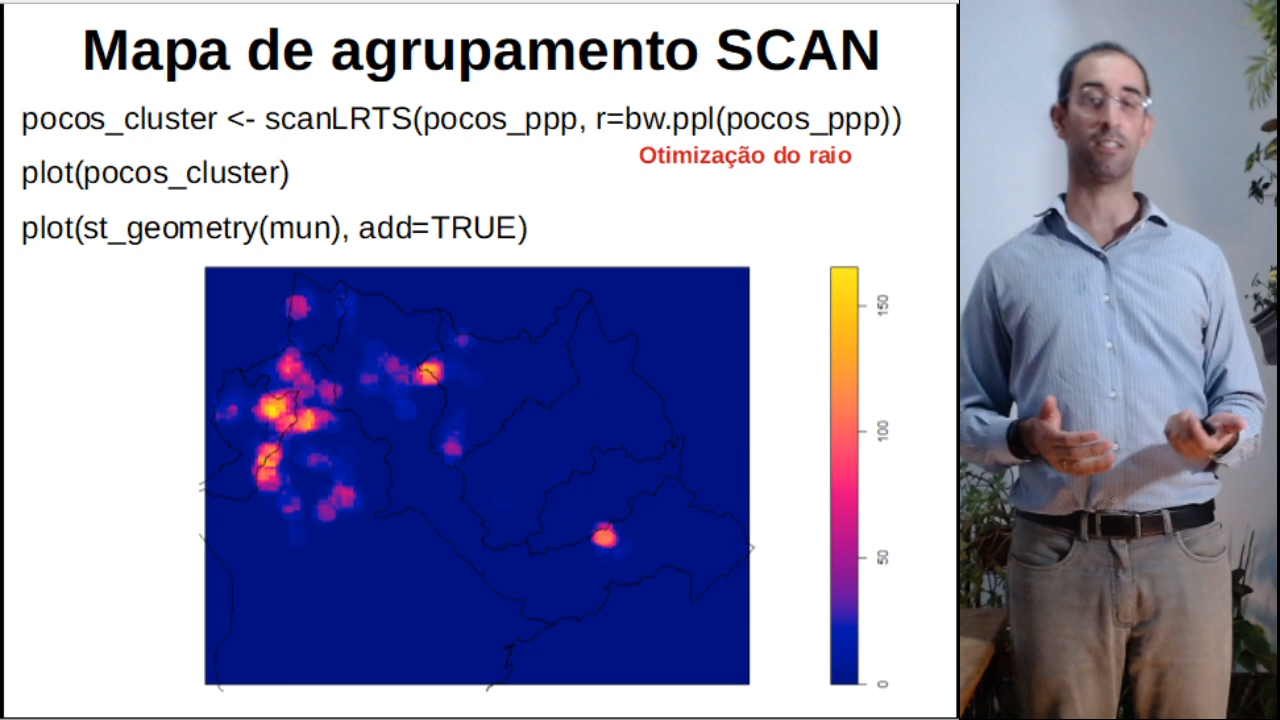 Mapa de agrupamento SCAN
pocos_cluster <- scanLRTS(pocos_ppp, r=bw.ppl(pocos_ppp))
Otimização do raio
plot(pocos_cluster)
plot(st_geometry(mun), add=TRUE)
150
100
50
0